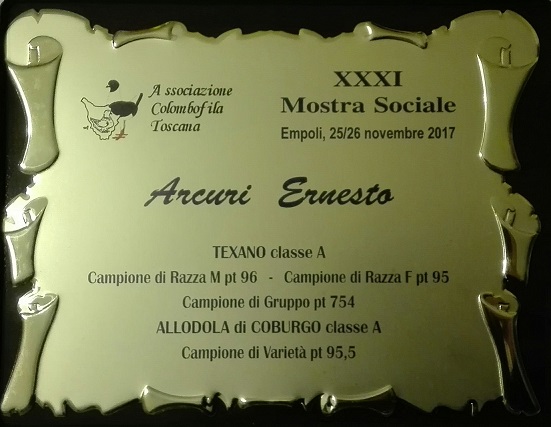 Associazione
Colombofila
Toscana
XXXI
Mostra Sociale
Empoli, 25/26 novembre 2017
Arcuri Ernesto
TEXANO classe A
Campione di Razza M pt 96 - Campione di Razza F pt 95
Campione di Gruppo pt 754
ALLODOLA di COBURGO classe A
Campione di Varietà pt 95,5